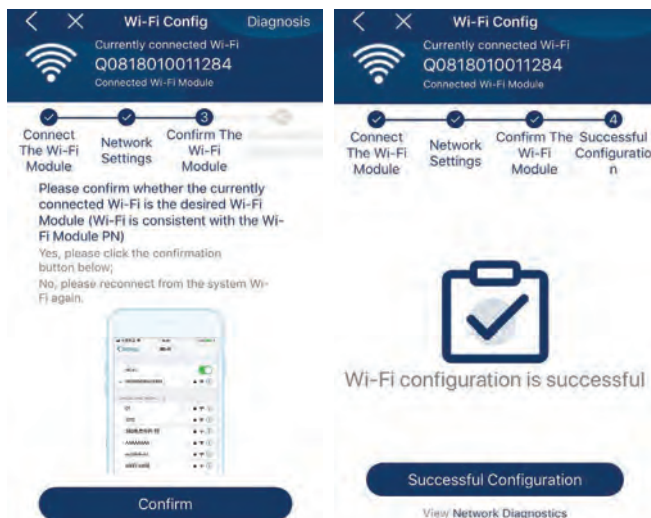 Wi-Fi Config
Diagnosis
Currently connected Wi-Fi
Q0818010011284
Connected Wi-Fi Module
3
Connect
The Wi-Fi
Module
Network
Settings
Confirm The
Wi-Fi
Module
Please confirm whether the currently
connected Wi-Fi is the desired Wi-
Module (Wi-Fi is consistent with the Wi-
Fi Module PN)
Yes, please click the confirmation
button below;
No, please reconnect from the system Wi-
Fi again.
Confirm
Wi-Fi Config
Currently connected Wi-Fi
Q0818010011284
Connected Wi-Fi Module
4
Connect
The Wi-Fi
Module
Network
Settings
Confirm The
Wi-Fi
Module
Successful
Configuratio
n
Wi-Fi configuration is successful
Successful Configuration
View Network Diagnostics